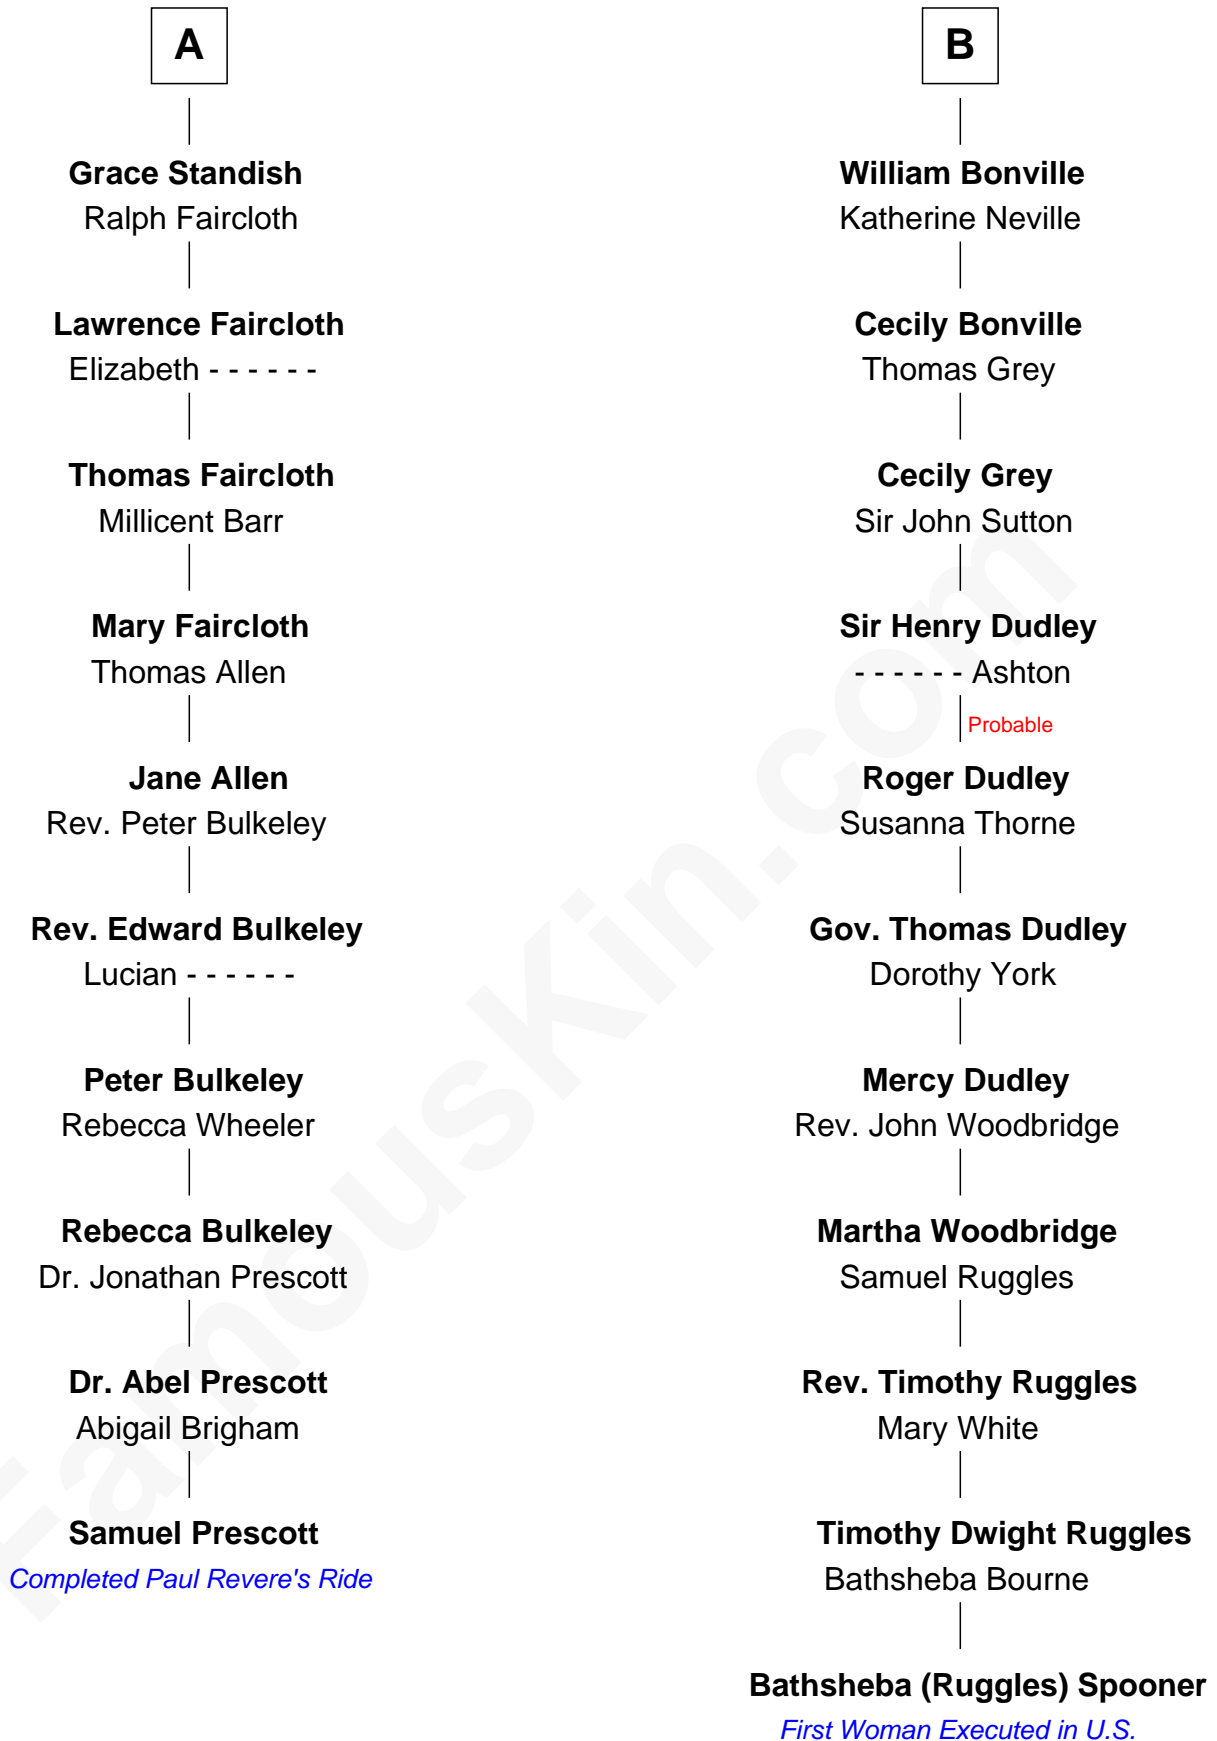 A
Grace Standish
Ralph Faircloth
Lawrence Faircloth
Elizabeth - - - - - -
Thomas Faircloth
Millicent Barr
Mary Faircloth
Thomas Allen
Jane Allen
Rev. Peter Bulkeley
Rev. Edward Bulkeley
Lucian - - - - - -
Peter Bulkeley
Rebecca Wheeler
Rebecca Bulkeley
Dr. Jonathan Prescott
Dr. Abel Prescott
Abigail Brigham
Samuel Prescott
Completed Paul Revere's Ride
B
William Bonville
Katherine Neville
Cecily Bonville
Thomas Grey
Cecily Grey
Sir John Sutton
Sir Henry Dudley
- - - - - - Ashton
Probable
Roger Dudley
Susanna Thorne
Gov. Thomas Dudley
Dorothy York
Mercy Dudley
Rev. John Woodbridge
Martha Woodbridge
Samuel Ruggles
Rev. Timothy Ruggles
Mary White
Timothy Dwight Ruggles
Bathsheba Bourne
Bathsheba (Ruggles) Spooner
First Woman Executed in U.S.
FamousKin.com